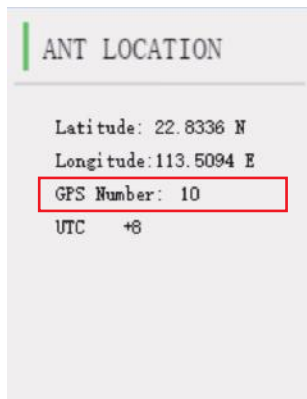 ANT LOCATION
Latitude: 22.8336 N
Longitude:113.5094 E
GPS Number: 10
UTC +8